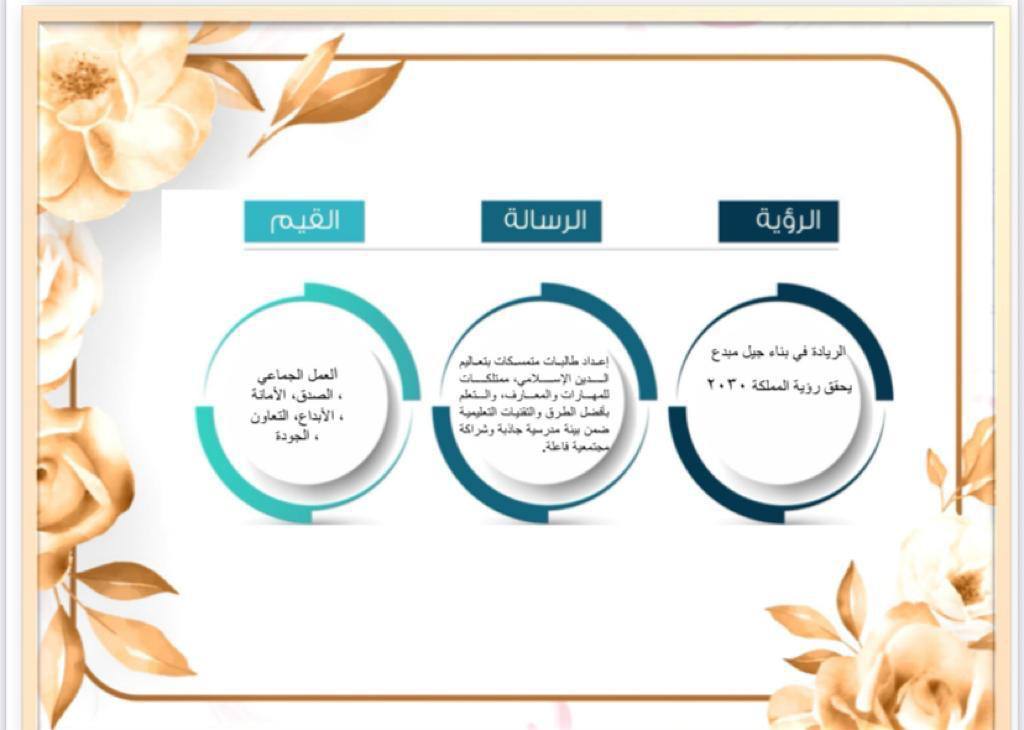 الرؤية
الريادة في بناء جيل مبدع
يحقق رؤية المملكة ٢٠٣٠
الرسالة
إعداد طالبات متمسكات بتعاليم
الدين الإسلامي، ممتلكات
للمهارات والمعارف، والتعلم
بأفضل الطرق والتقنيات التعليمية
ضمن بيئة مدرسية جاذبة وشراكة
مجتمعية فاعلة.
القيم
العمل الجماعي
، الصدق، الأمانة
، الأبداع، التعاون
، الجودة